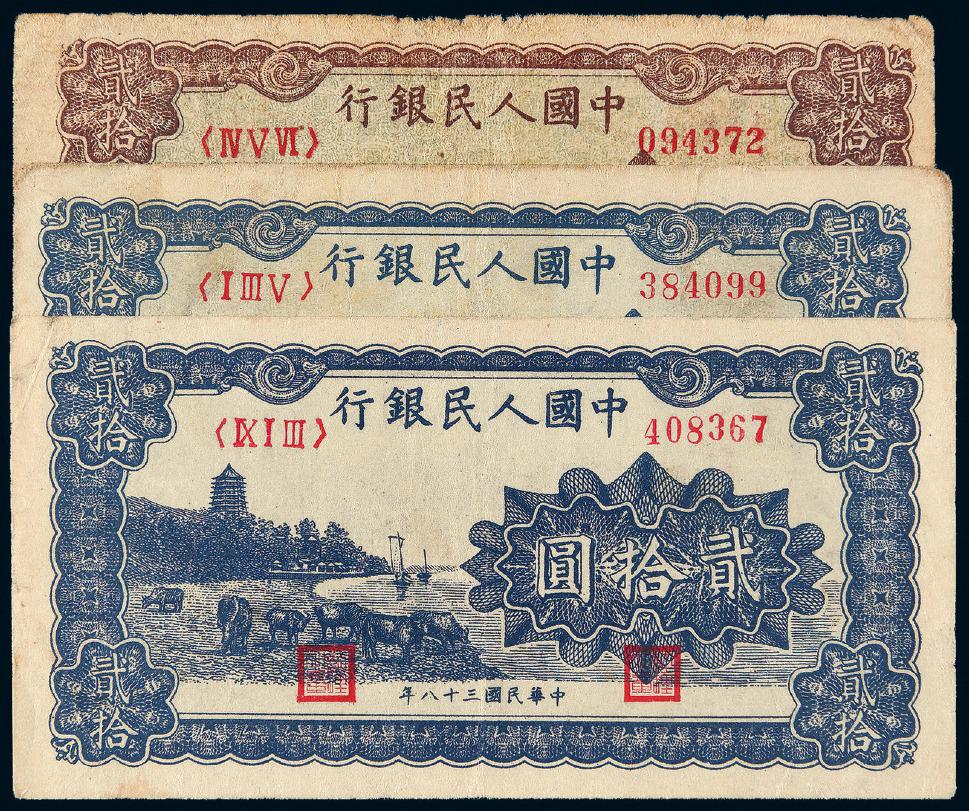 貳拾
貳拾
中國人民銀行
〈ⅣⅤⅥ〉
094372
貳拾
貳拾
中國人民銀行
〈ⅠⅢⅤ〉
384099
貳拾
貳拾
中國人民銀行
〈ⅨⅠⅢ〉
408367
貳拾圓
中華民國三十八年
貳拾
貳拾